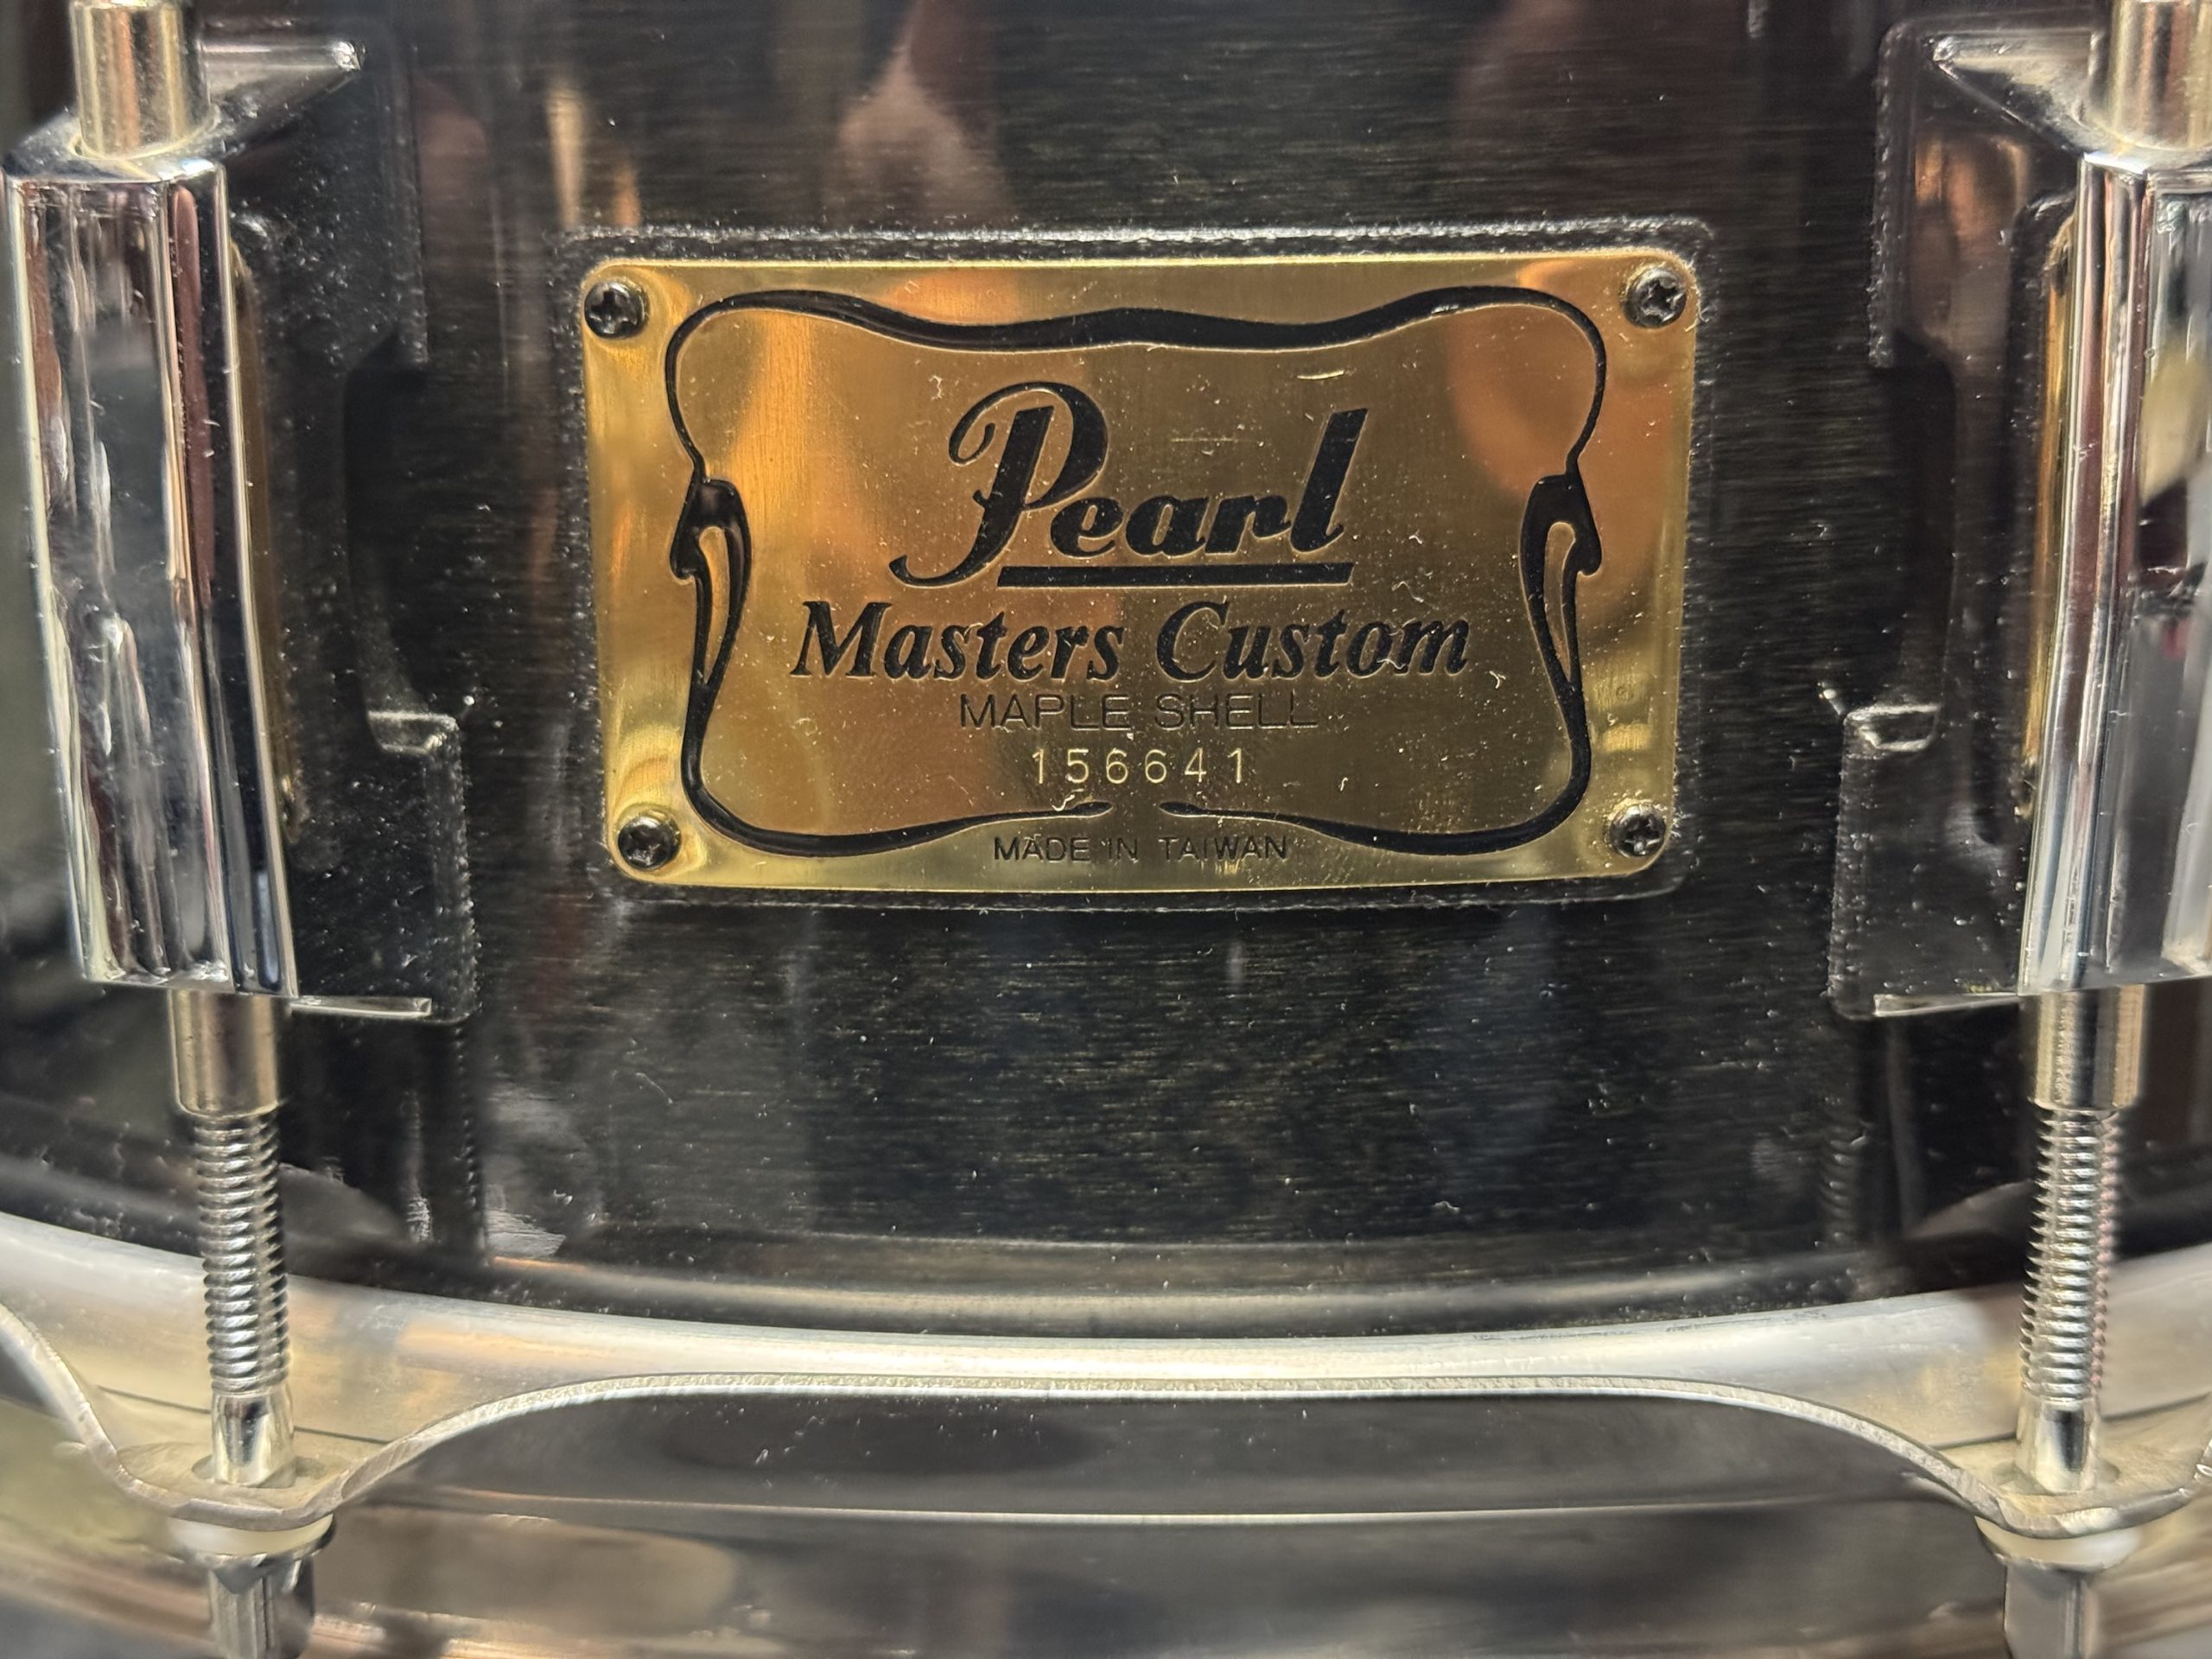 Pearl
Masters Custom
MAPLE SHELL
156641
MADE IN TAIWAN